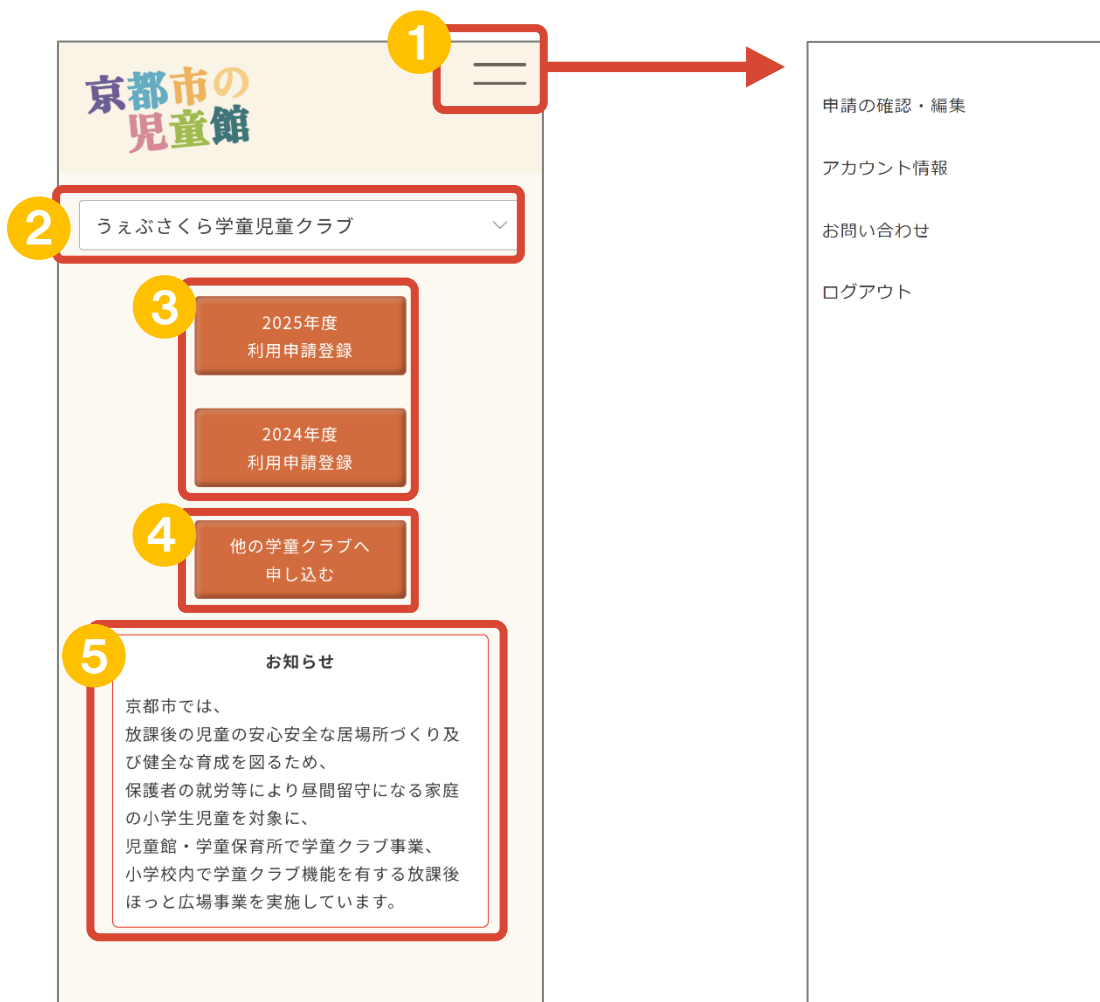 1
京都市の
児童館
2
うぇぶさくら学童児童クラブ
3
2025年度
利用申請登録
2024年度
利用申請登録
4
他の学童クラブへ
申し込む
5
お知らせ
京都市では、
放課後の児童の安心安全な居場所づくり及
び健全な育成を図るため、
保護者の就労等により昼間留守になる家庭
の小学生児童を対象に、
児童館・学童保育所で学童クラブ事業、
小学校内で学童クラブ機能を有する放課後
ほっと広場事業を実施しています。
申請の確認・編集
アカウント情報
お問い合わせ
ログアウト